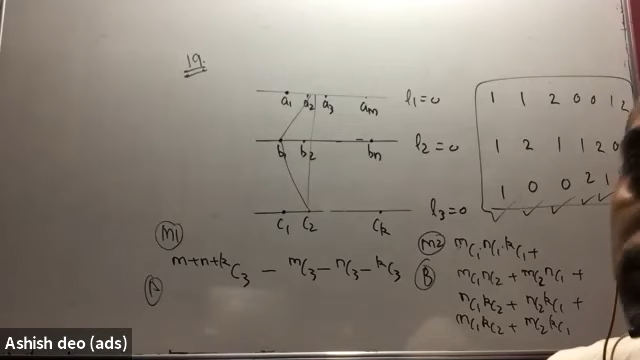 19.
a₁ a₂ a₃ aₘ l₁=0
b₁ b₂ bₙ l₂=0
c₁ c₂ cₖ l₃=0
1 1 2 0 0 1 2
1 2 1 1 2 0
1 0 0 2 1
M1
A ᵐ⁺ⁿ⁺ᵏC₃ − ᵐC₃ − ⁿC₃ − ᵏC₃
M2 ᵐC₁ ⁿC₁ ᵏC₁ +
B ᵐC₁ ⁿC₂ + ᵐC₂ ⁿC₁ +
ⁿC₁ ᵏC₂ + ⁿC₂ ᵏC₁ +
ᵐC₁ ᵏC₂ + ᵐC₂ ᵏC₁
Ashish deo (ads)